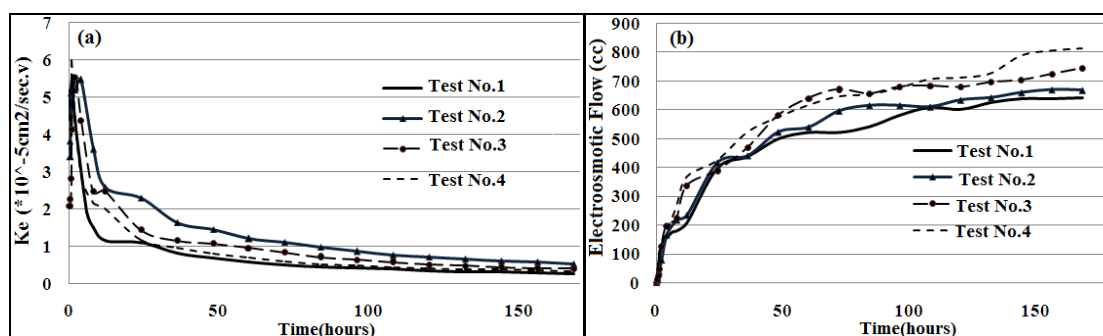 (a)
Ke (*10^-5cm2/sec.v)
7
6
5
4
3
2
1
0
0 50 100 150
Time(hours)
Test No.1
Test No.2
Test No.3
Test No.4
(b)
Electroosmotic Flow (cc)
900
800
700
600
500
400
300
200
100
0
0 50 100 150
Time(hours)
Test No.1
Test No.2
Test No.3
Test No.4